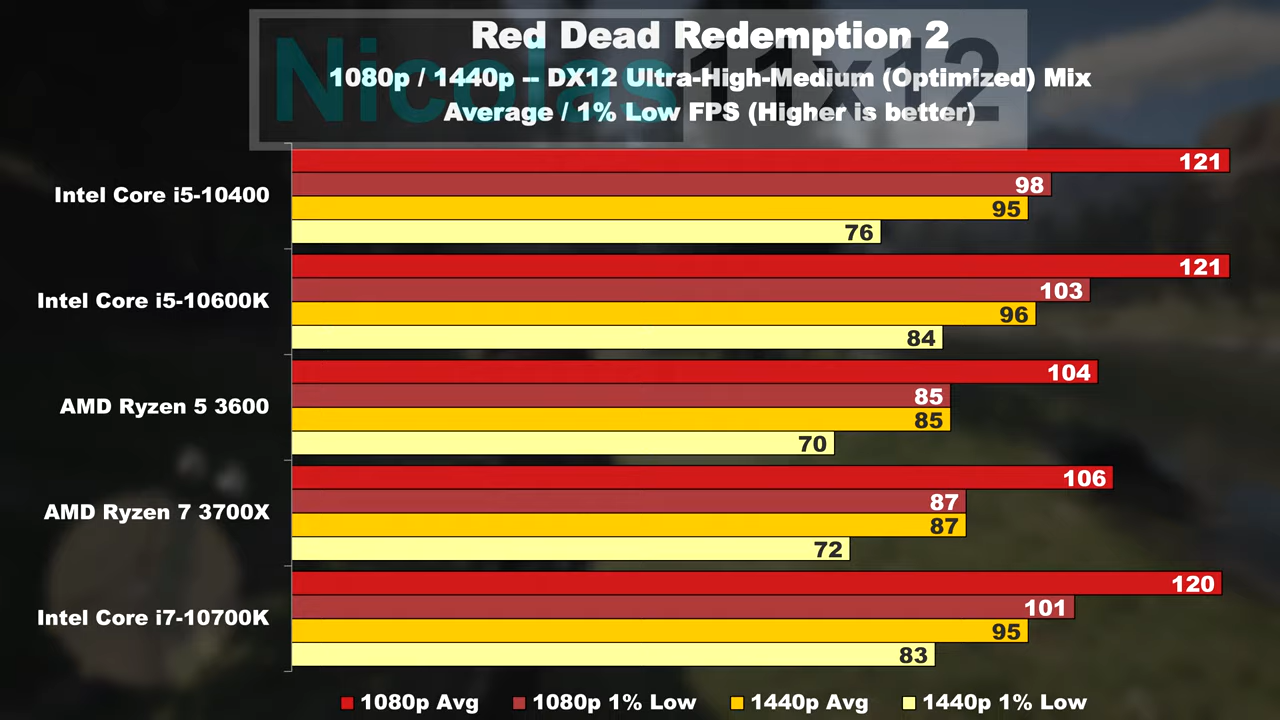 Nicolas11x12
Red Dead Redemption 2
1080p / 1440p -- DX12 Ultra-High-Medium (Optimized) Mix
Average / 1% Low FPS (Higher is better)
Intel Core i5-10400
121
98
95
76
Intel Core i5-10600K
121
103
96
84
AMD Ryzen 5 3600
104
85
85
70
AMD Ryzen 7 3700X
106
87
87
72
Intel Core i7-10700K
120
101
95
83
1080p Avg 1080p 1% Low 1440p Avg 1440p 1% Low